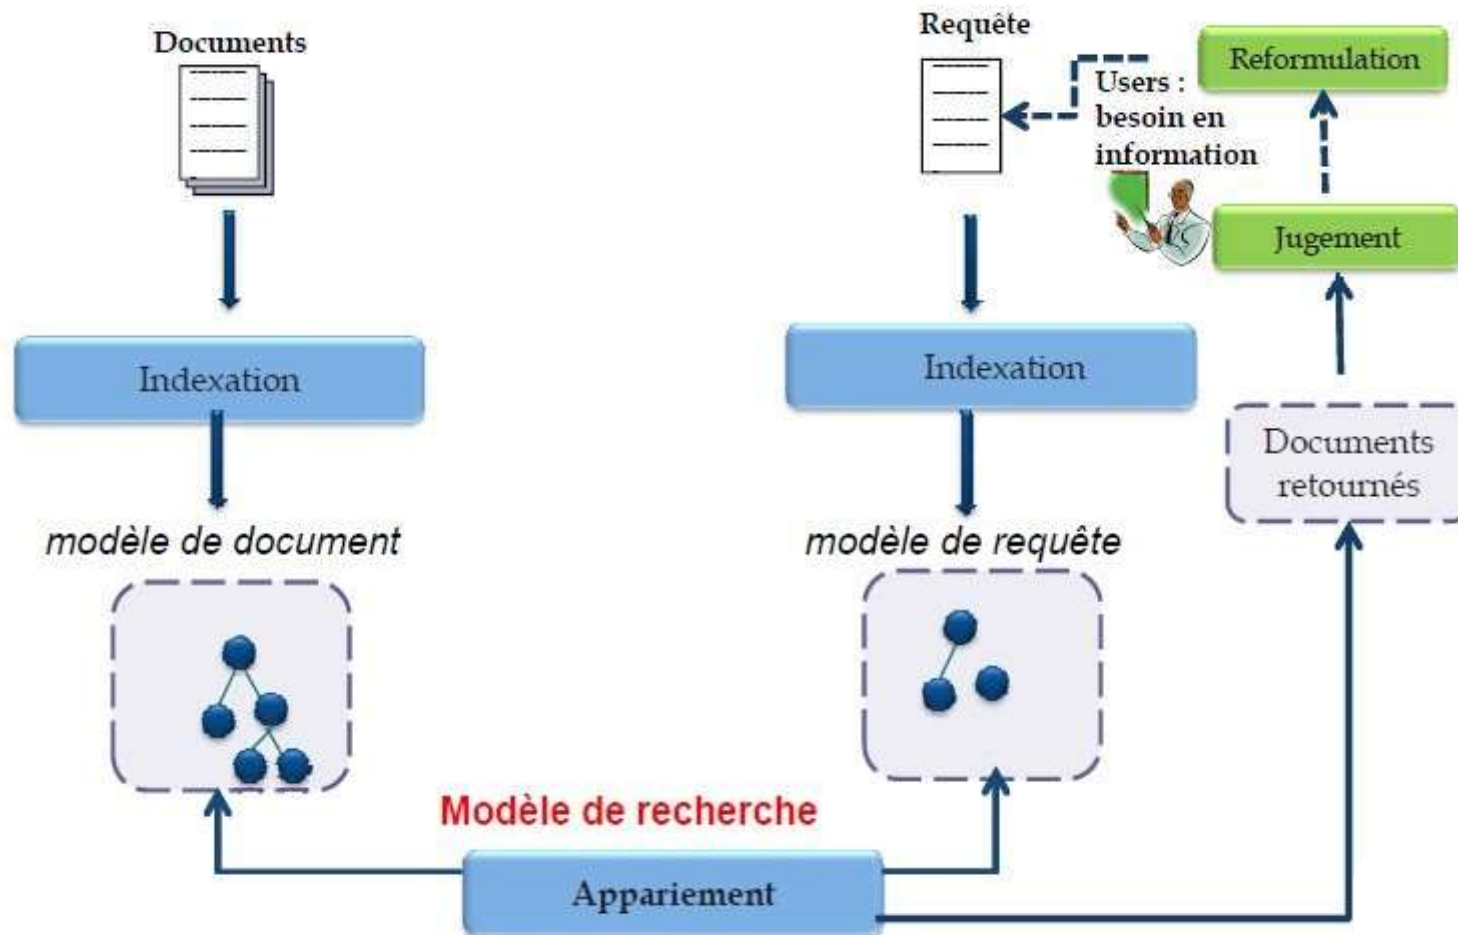 Documents
Requête
Reformulation
Users :
besoin en
information
Jugement
Indexation
Indexation
Documents
retournés
modèle de document
modèle de requête
Modèle de recherche
Appariement